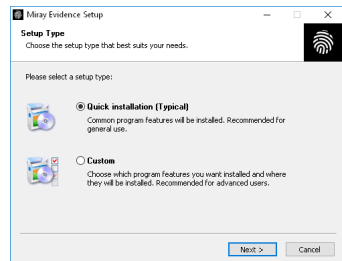 Miray Evidence Setup
Setup Type
Choose the setup type that best suits your needs.
Please select a setup type:
Quick installation (Typical)
Common program features will be installed. Recommended for
general use.
Custom
Choose which program features you want installed and where
they will be installed. Recommended for advanced users.
Next >
Cancel